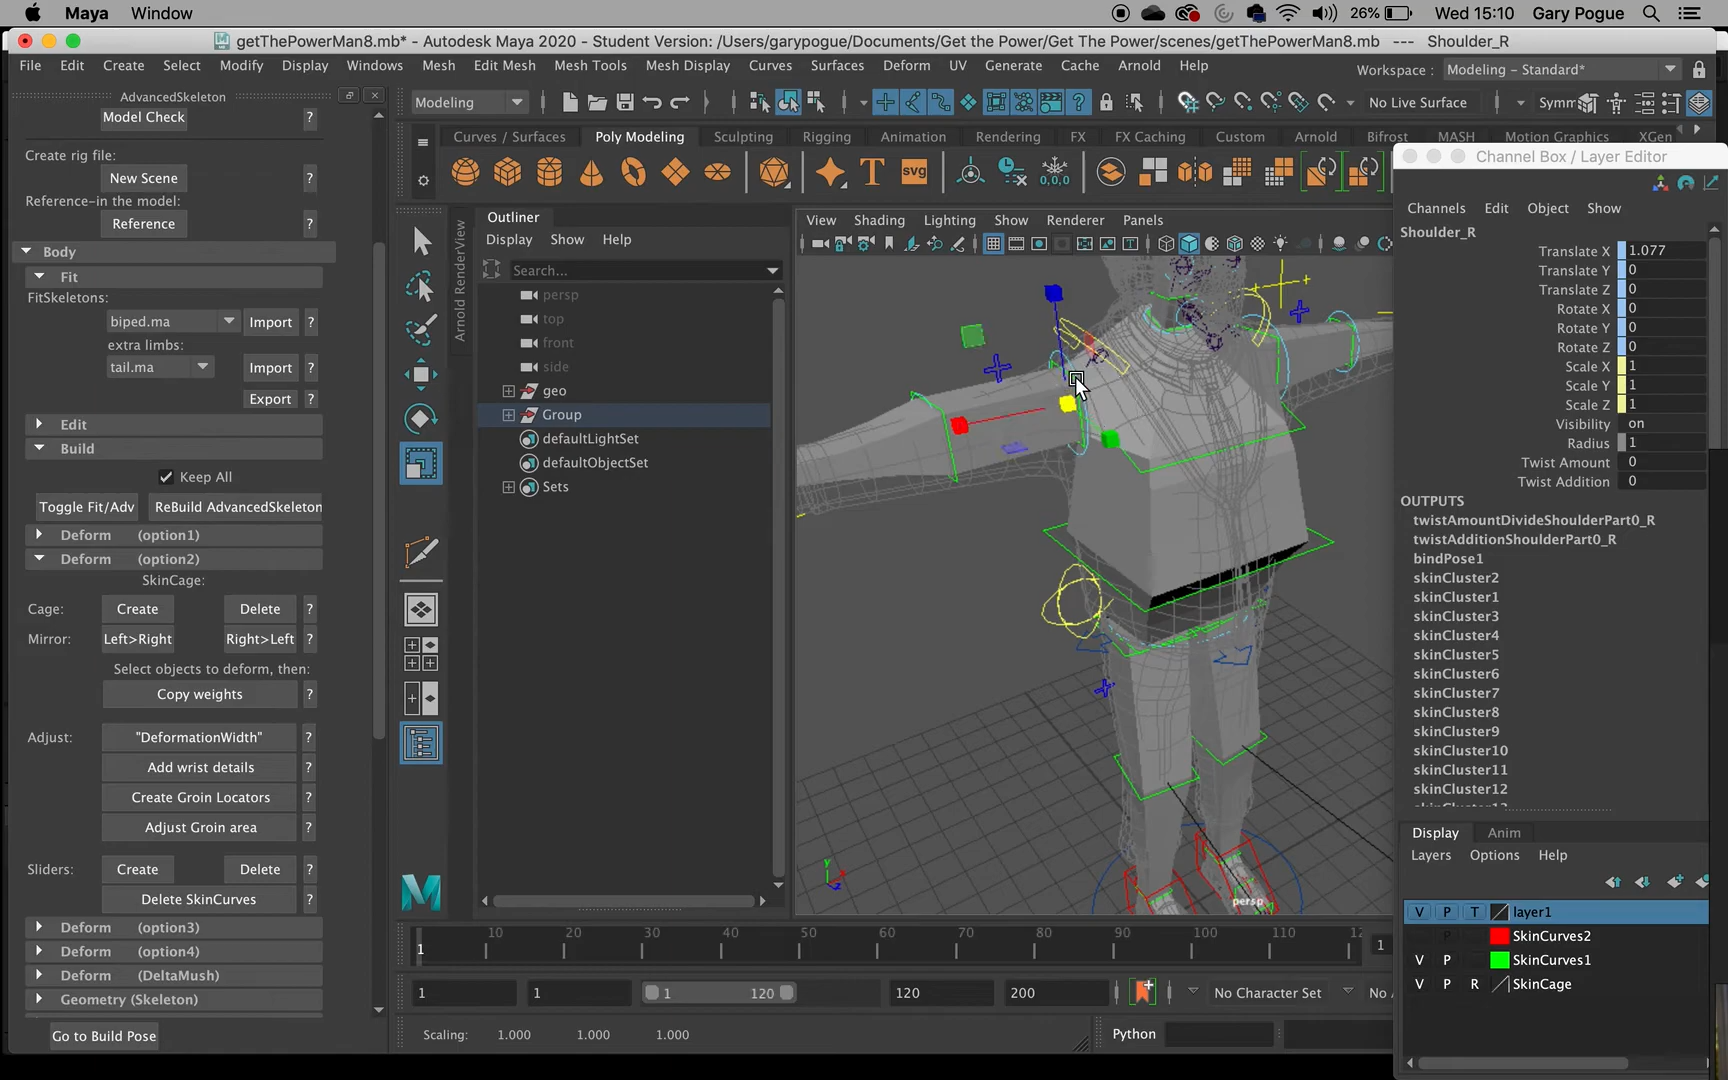 Maya Window 26% Wed 15:10 Gary Pogue
getThePowerMan8.mb* - Autodesk Maya 2020 - Student Version: /Users/garypogue/Documents/Get the Power/Get The Power/scenes/getThePowerMan8.mb --- Shoulder_R
File Edit Create Select Modify Display Windows Mesh Edit Mesh Mesh Tools Mesh Display Curves Surfaces Deform UV Generate Cache Arnold Help Workspace : Modeling - Standard*
Modeling No Live Surface Symm
Curves / Surfaces Poly Modeling Sculpting Rigging Animation Rendering FX FX Caching Custom Arnold Bifrost MASH Motion Graphics XGen
T svg 0,0,0
AdvancedSkeleton
Model Check ?
Create rig file:
New Scene ?
Reference-in the model:
Reference ?
Body
Fit
FitSkeletons:
biped.ma Import ?
extra limbs:
tail.ma Import ?
Export ?
Edit
Build
Keep All
Toggle Fit/Adv ReBuild AdvancedSkeleton
Deform (option1)
Deform (option2)
SkinCage:
Cage: Create Delete ?
Mirror: Left>Right Right>Left ?
Select objects to deform, then:
Copy weights ?
Adjust: "DeformationWidth" ?
Add wrist details ?
Create Groin Locators ?
Adjust Groin area ?
Sliders: Create Delete ?
Delete SkinCurves ?
Deform (option3)
Deform (option4)
Deform (DeltaMush)
Geometry (Skeleton)
Go to Build Pose
Arnold RenderView
Outliner
Display Show Help
Search...
persp
top
front
side
geo
Group
defaultLightSet
defaultObjectSet
Sets
View Shading Lighting Show Renderer Panels
y
z
persp
Channel Box / Layer Editor
Channels Edit Object Show
Shoulder_R
Translate X 1.077
Translate Y 0
Translate Z 0
Rotate X 0
Rotate Y 0
Rotate Z 0
Scale X 1
Scale Y 1
Scale Z 1
Visibility on
Radius 1
Twist Amount 0
Twist Addition 0
OUTPUTS
twistAmountDivideShoulderPart0_R
twistAdditionShoulderPart0_R
bindPose1
skinCluster2
skinCluster1
skinCluster3
skinCluster4
skinCluster5
skinCluster6
skinCluster7
skinCluster8
skinCluster9
skinCluster10
skinCluster11
skinCluster12
Display Anim
Layers Options Help
V P T layer1
P SkinCurves2
V P SkinCurves1
V P R SkinCage
1 10 20 30 40 50 60 70 80 90 100 110 12 1
1 1 1 120 120 200 No Character Set No A
Scaling: 1.000 1.000 1.000 Python